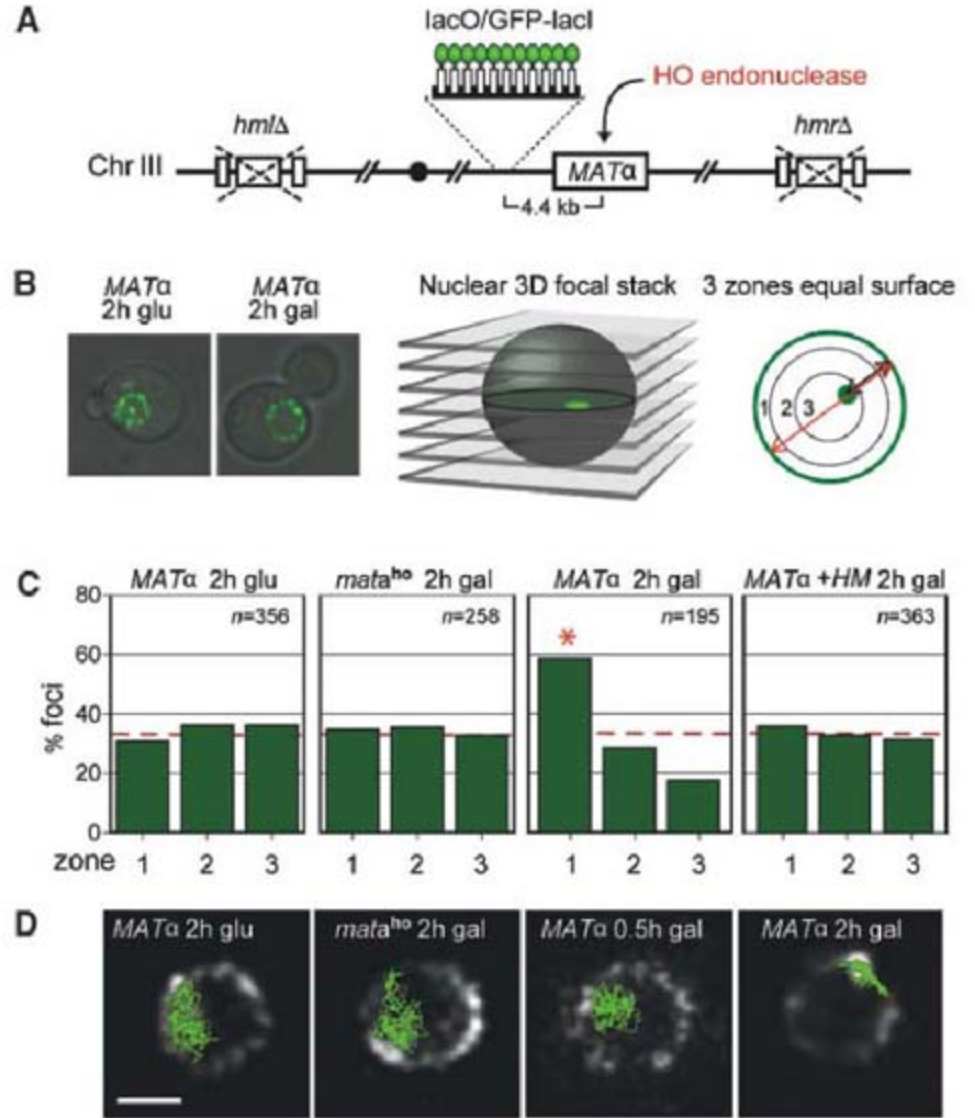 A
lacO/GFP-lacI
HO endonuclease
hmlΔ
hmrΔ
Chr III
MATα
4.4 kb
B
MATα
2h glu
MATα
2h gal
Nuclear 3D focal stack
3 zones equal surface
1 2 3
C
MATα 2h glu
mataʰᵒ 2h gal
MATα 2h gal
MATα +HM 2h gal
80
60
40
20
0
% foci
n=356
n=258
n=195
*
n=363
zone 1 2 3 1 2 3 1 2 3 1 2 3
D
MATα 2h glu
mataʰᵒ 2h gal
MATα 0.5h gal
MATα 2h gal